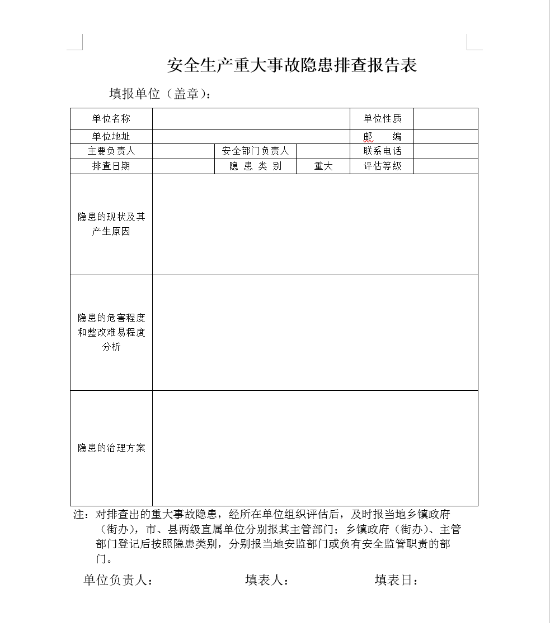 安全生产重大事故隐患排查报告表
填报单位（盖章）：
单位名称 单位性质
单位地址 邮 编
主要负责人 安全部门负责人 联系电话
排查日期 隐 患 类 别 重大 评估等级
隐患的现状及其
产生原因
隐患的危害程度
和整改难易程度
分析
隐患的治理方案
注：对排查出的重大事故隐患，经所在单位组织评估后，及时报当地乡镇政府
（街办），市、县两级直属单位分别报其主管部门；乡镇政府（街办）、主管
部门登记后按照隐患类别，分别报当地安监部门或负有安全监管职责的部
门。
单位负责人： 填表人： 填表日：